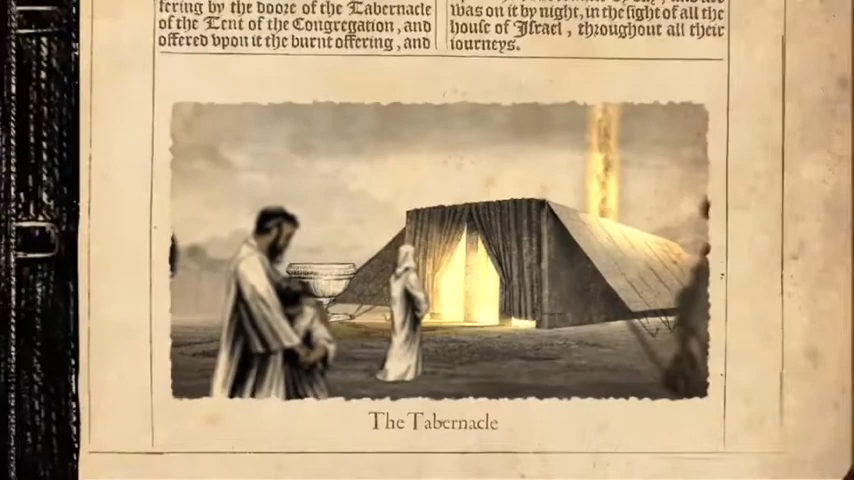 fering by the dooze of the Tabernacle
of the Tent of the Congregation, and
offered vpon it the burnt offering, and
was on it by night, in the sight of all the
house of Israel, throughout all their
iourneys.
The Tabernacle